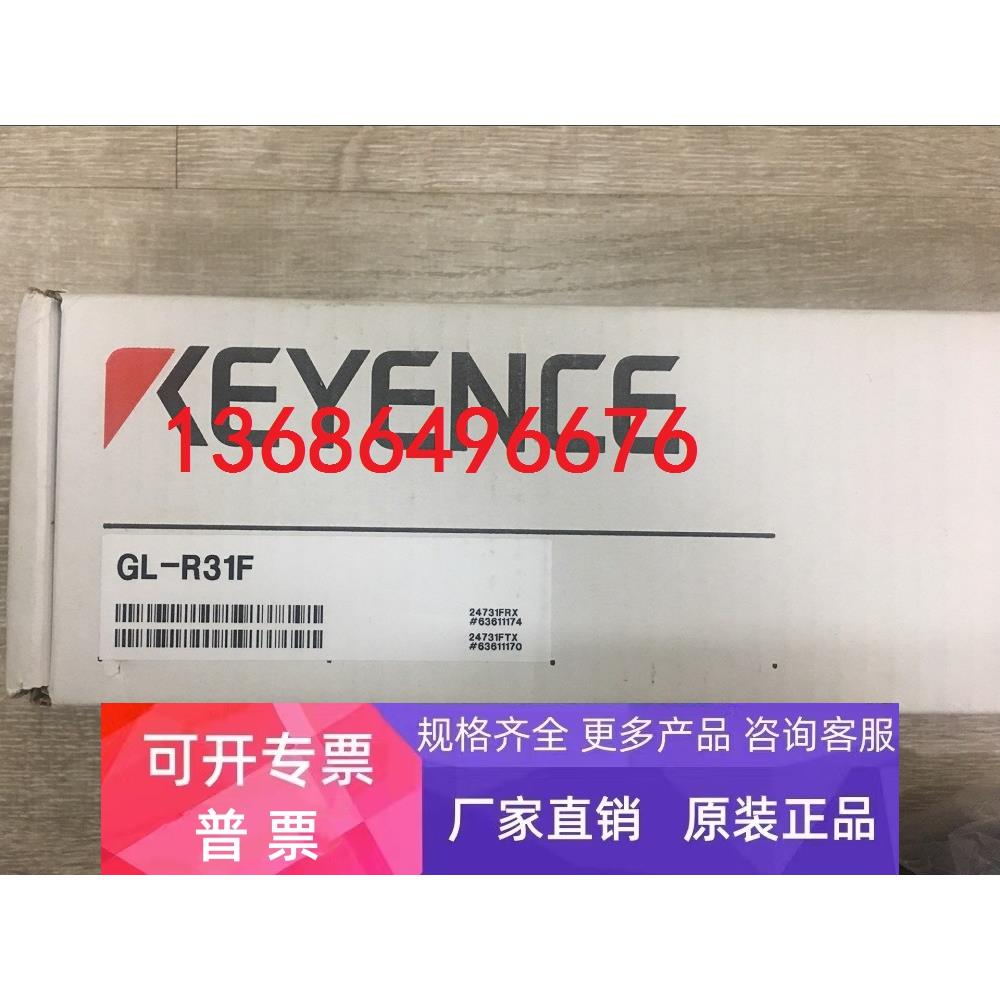 KEYENCE
13686496676
GL-R31F
24731FRX
#63611174
24731FTX
#63611170
可开专票
普票
规格齐全 更多产品 咨询客服
厂家直销 原装正品